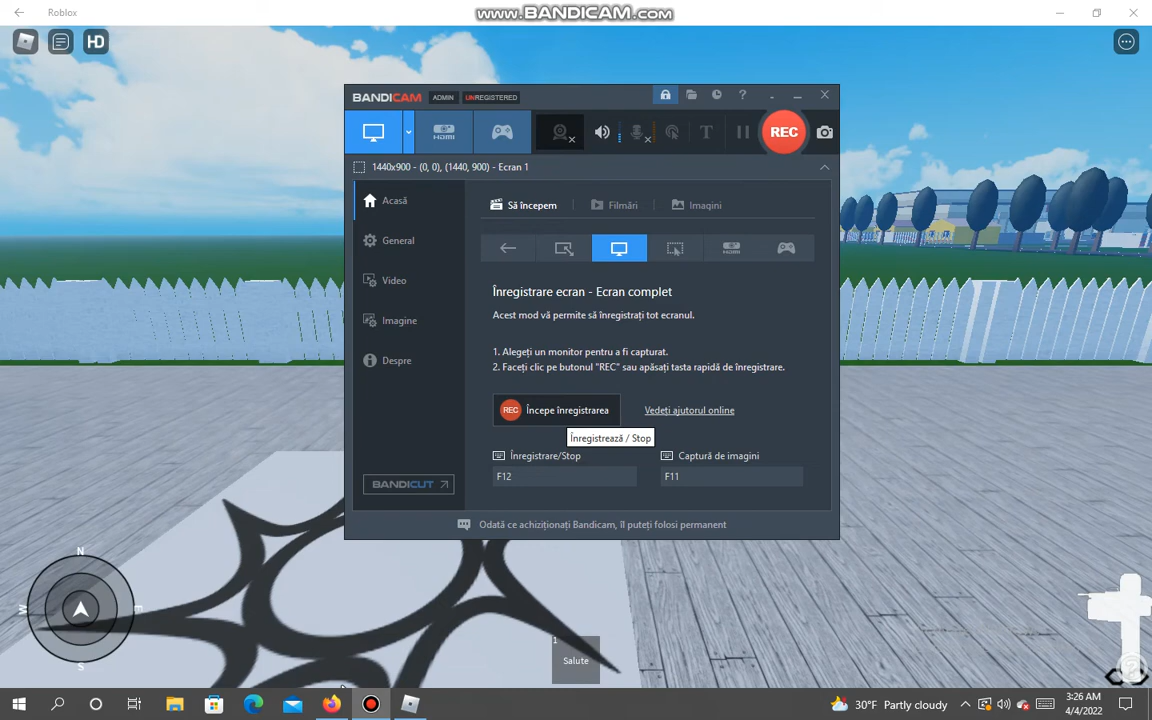 Roblox
www.BANDICAM.com
HD
BANDICAM ADMIN UNREGISTERED
HDMI
REC
1440x900 - (0, 0), (1440, 900) - Ecran 1
Acasă
General
Video
Imagine
Despre
BANDICUT
Să începem
Filmări
Imagini
HDMI
Înregistrare ecran - Ecran complet
Acest mod vă permite să înregistrați tot ecranul.
1. Alegeți un monitor pentru a fi capturat.
2. Faceți clic pe butonul "REC" sau apăsați tasta rapidă de înregistrare.
REC Începe înregistrarea
Vedeți ajutorul online
Înregistrează / Stop
Înregistrare/Stop
Captură de imagini
F12
F11
Odată ce achiziționați Bandicam, îl puteți folosi permanent
N
W
E
S
1
Salute
30°F Partly cloudy
3:26 AM
4/4/2022